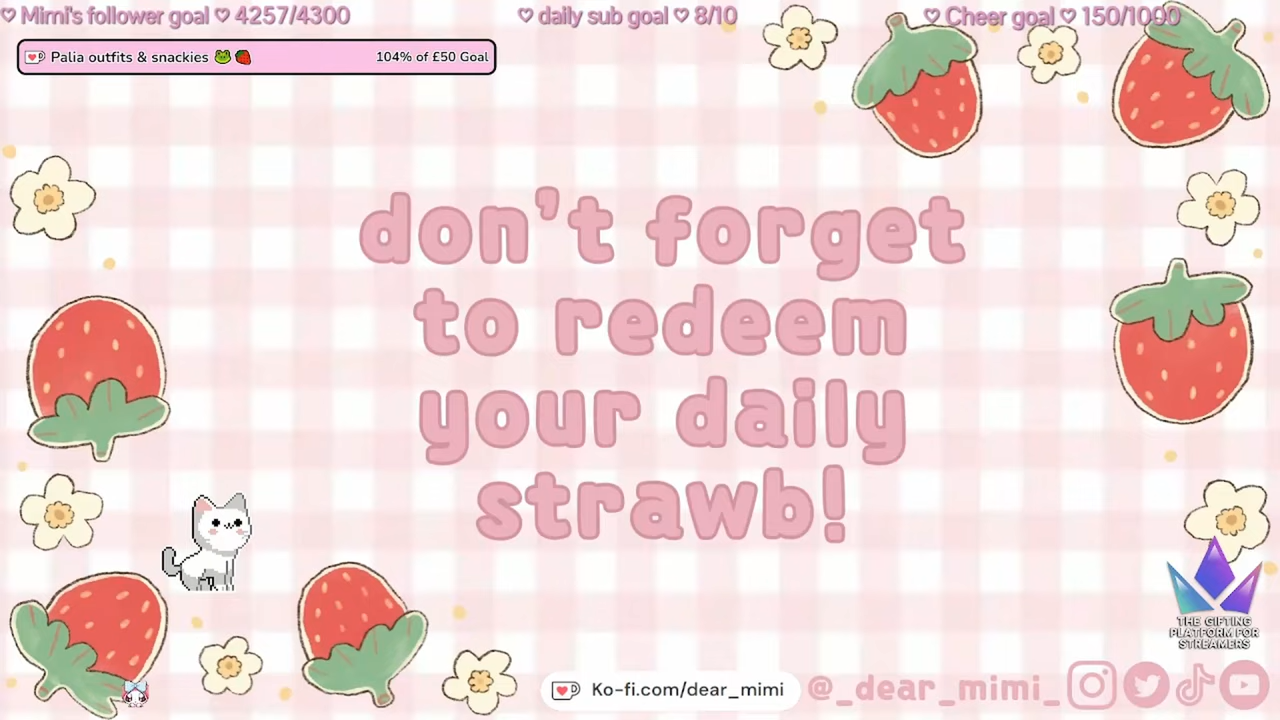 ♡ Mimi's follower goal ♡ 4257/4300
♡ daily sub goal ♡ 8/10
♡ Cheer goal ♡ 150/1000
Palia outfits & snackies 🐸🍓
104% of £50 Goal
don't forget
to redeem
your daily
strawb!
THE GIFTING
PLATFORM FOR
STREAMERS
Ko-fi.com/dear_mimi
@_dear_mimi_